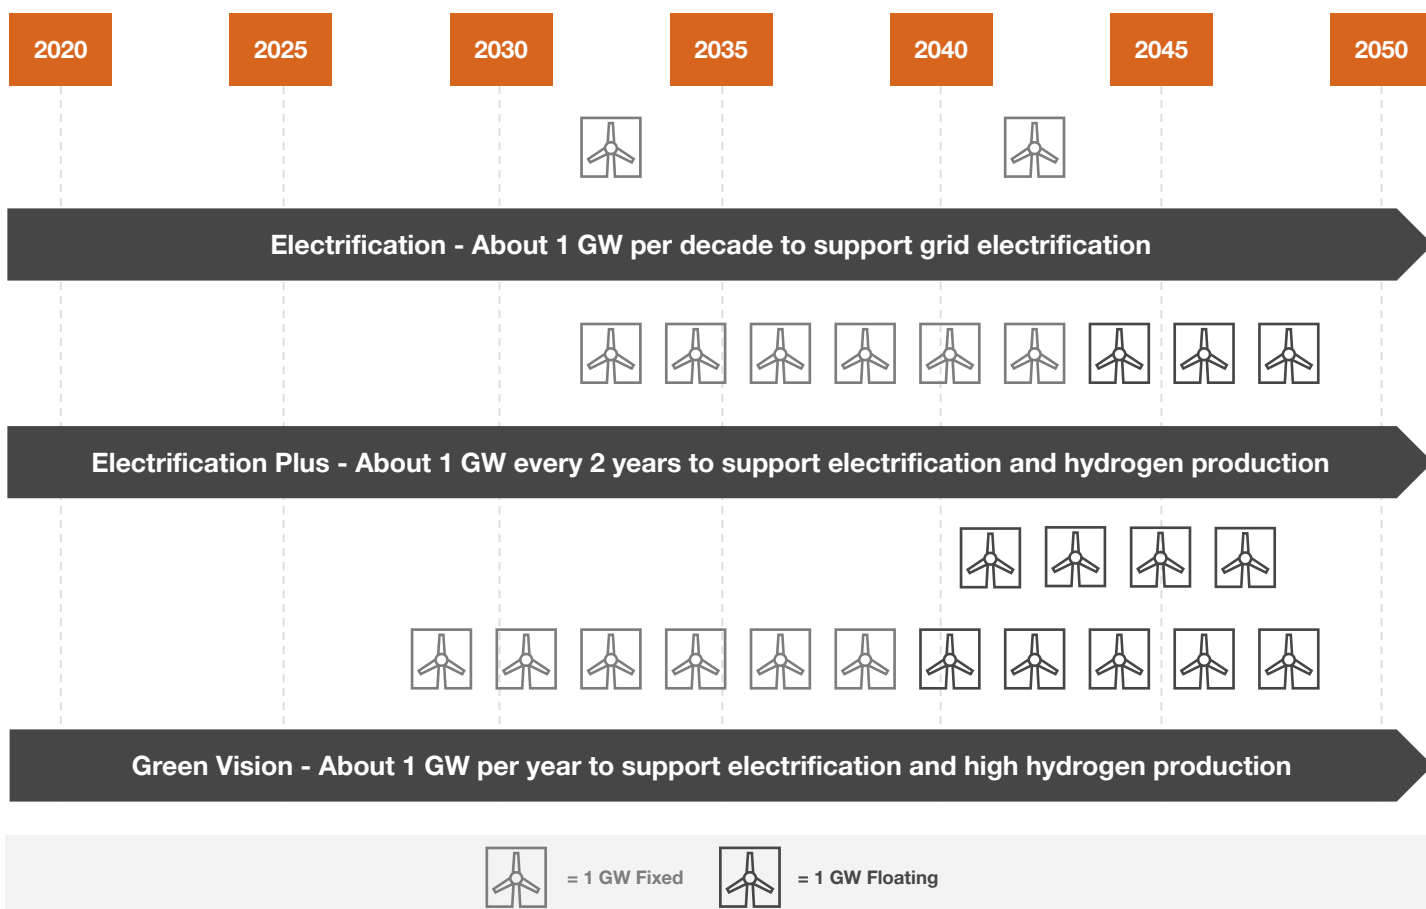 2020 2025 2030 2035 2040 2045 2050
Electrification - About 1 GW per decade to support grid electrification
Electrification Plus - About 1 GW every 2 years to support electrification and hydrogen production
Green Vision - About 1 GW per year to support electrification and high hydrogen production
= 1 GW Fixed = 1 GW Floating